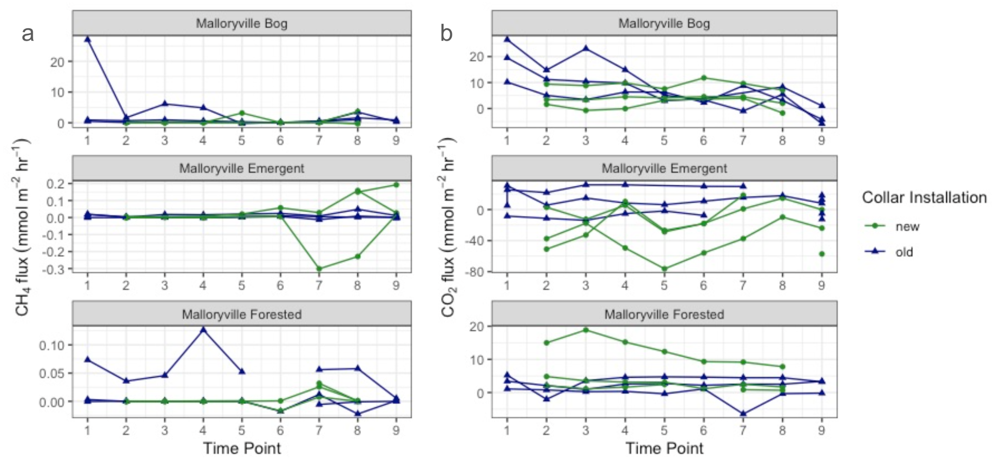 a
Malloryville Bog
20
10
0
1 2 3 4 5 6 7 8 9
Malloryville Emergent
0.2
0.1
0.0
-0.1
-0.2
-0.3
1 2 3 4 5 6 7 8 9
Malloryville Forested
0.10
0.05
0.00
1 2 3 4 5 6 7 8 9
Time Point
CH₄ flux (mmol m⁻² hr⁻¹)
b
Malloryville Bog
20
10
0
1 2 3 4 5 6 7 8 9
Malloryville Emergent
0
-40
-80
1 2 3 4 5 6 7 8 9
Malloryville Forested
20
10
0
1 2 3 4 5 6 7 8 9
Time Point
CO₂ flux (mmol m⁻² hr⁻¹)
Collar Installation
new
old